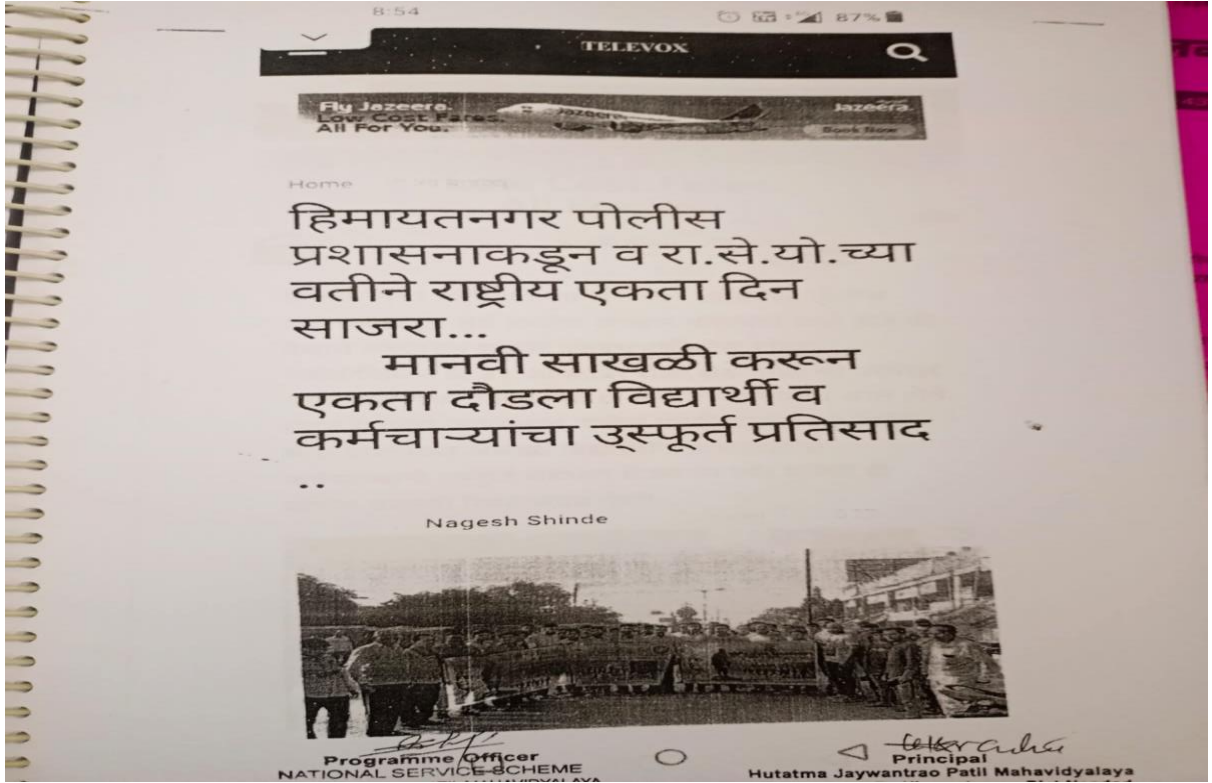 8:54
87%
TELEVOX
Fly Jazeera.
Low Cost Fares.
All For You.
Jazeera
Book Now
Home
हिमायतनगर पोलीस
प्रशासनाकडून व रा.से.यो.च्या
वतीने राष्ट्रीय एकता दिन
साजरा...
मानवी साखळी करून
एकता दौडला विद्यार्थी व
कर्मचाऱ्यांचा उ्स्फूर्त प्रतिसाद
..
Nagesh Shinde
Programme Officer
NATIONAL SERVICE SCHEME
Principal
Hutatma Jaywantrao Patil Mahavidyalaya